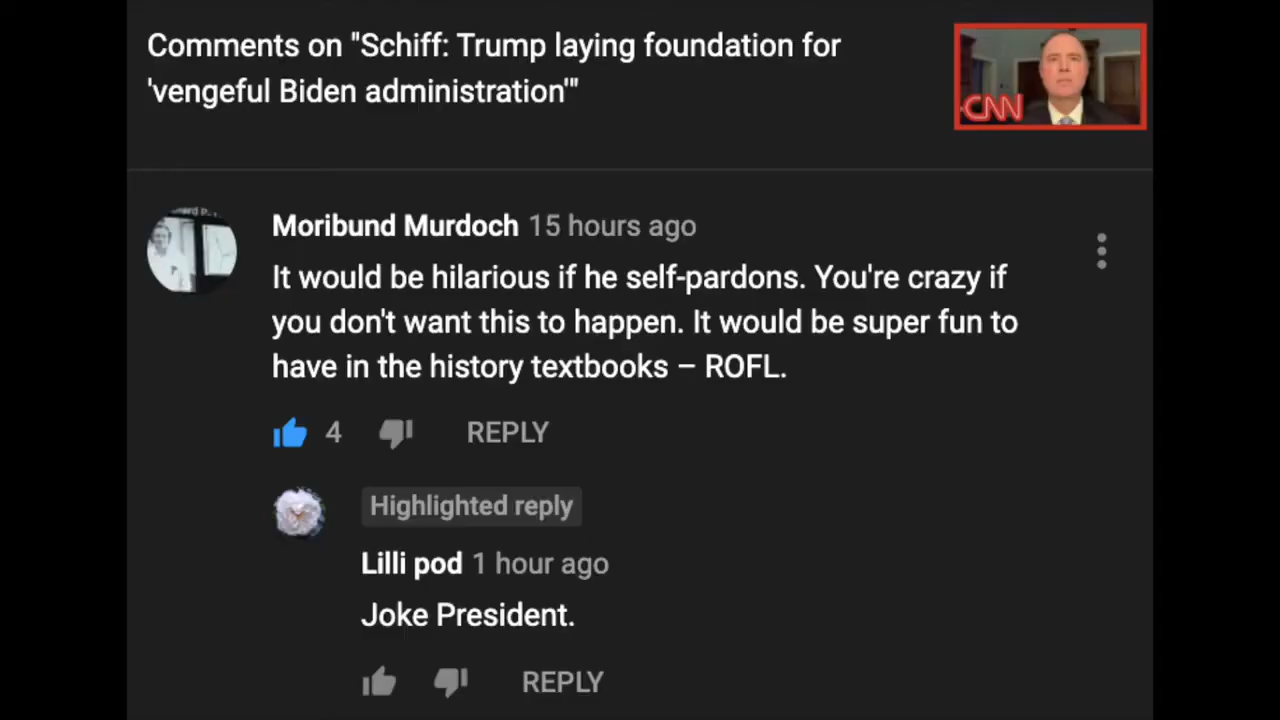 Comments on "Schiff: Trump laying foundation for
'vengeful Biden administration'"
CNN
Moribund Murdoch 15 hours ago
It would be hilarious if he self-pardons. You're crazy if
you don't want this to happen. It would be super fun to
have in the history textbooks – ROFL.
4 REPLY
Highlighted reply
Lilli pod 1 hour ago
Joke President.
REPLY